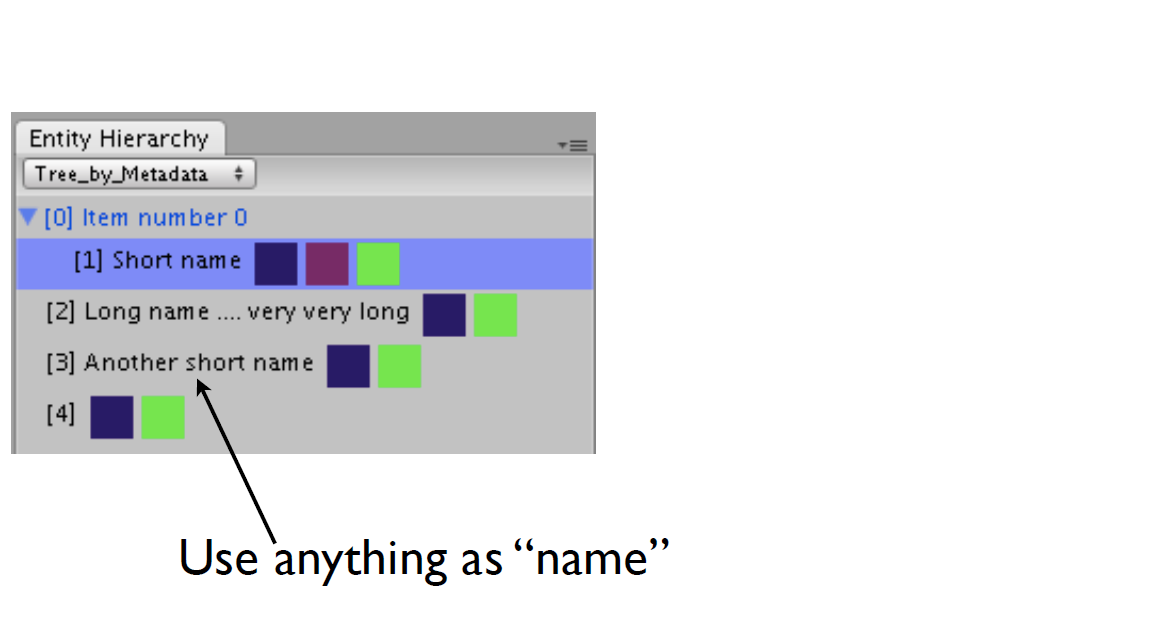 Entity Hierarchy
Tree_by_Metadata
[0] Item number 0
[1] Short name
[2] Long name .... very very long
[3] Another short name
[4]
Use anything as “name”